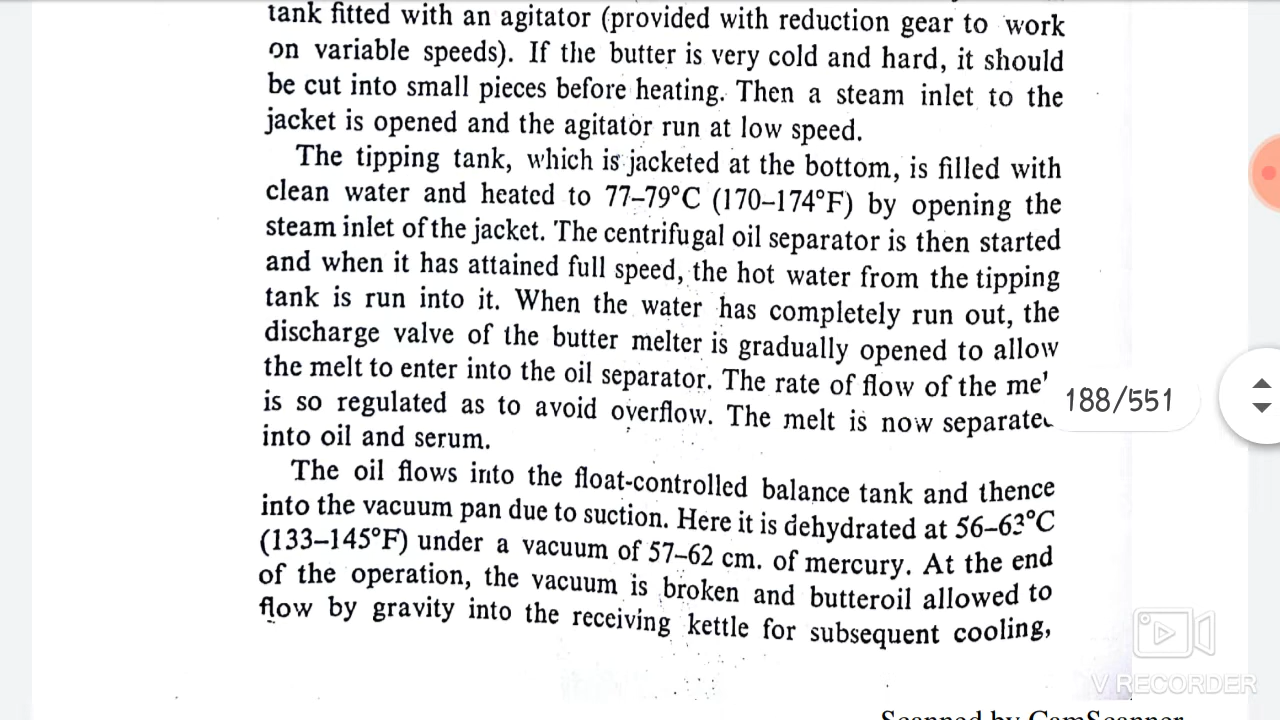 tank fitted with an agitator (provided with reduction gear to work
on variable speeds). If the butter is very cold and hard, it should
be cut into small pieces before heating. Then a steam inlet to the
jacket is opened and the agitator run at low speed.
The tipping tank, which is jacketed at the bottom, is filled with
clean water and heated to 77–79°C (170–174°F) by opening the
steam inlet of the jacket. The centrifugal oil separator is then started
and when it has attained full speed, the hot water from the tipping
tank is run into it. When the water has completely run out, the
discharge valve of the butter melter is gradually opened to allow
the melt to enter into the oil separator. The rate of flow of the
is so regulated as to avoid overflow. The melt is now
188/551
into oil and serum.
The oil flows into the float-controlled balance tank and thence
into the vacuum pan due to suction. Here it is dehydrated at 56–63°C
(133–145°F) under a vacuum of 57–62 cm. of mercury. At the end
of the operation, the vacuum is broken and butteroil allowed to
flow by gravity into the receiving kettle for subsequent cooling,
V RECORDER
Scanned by CamScanner